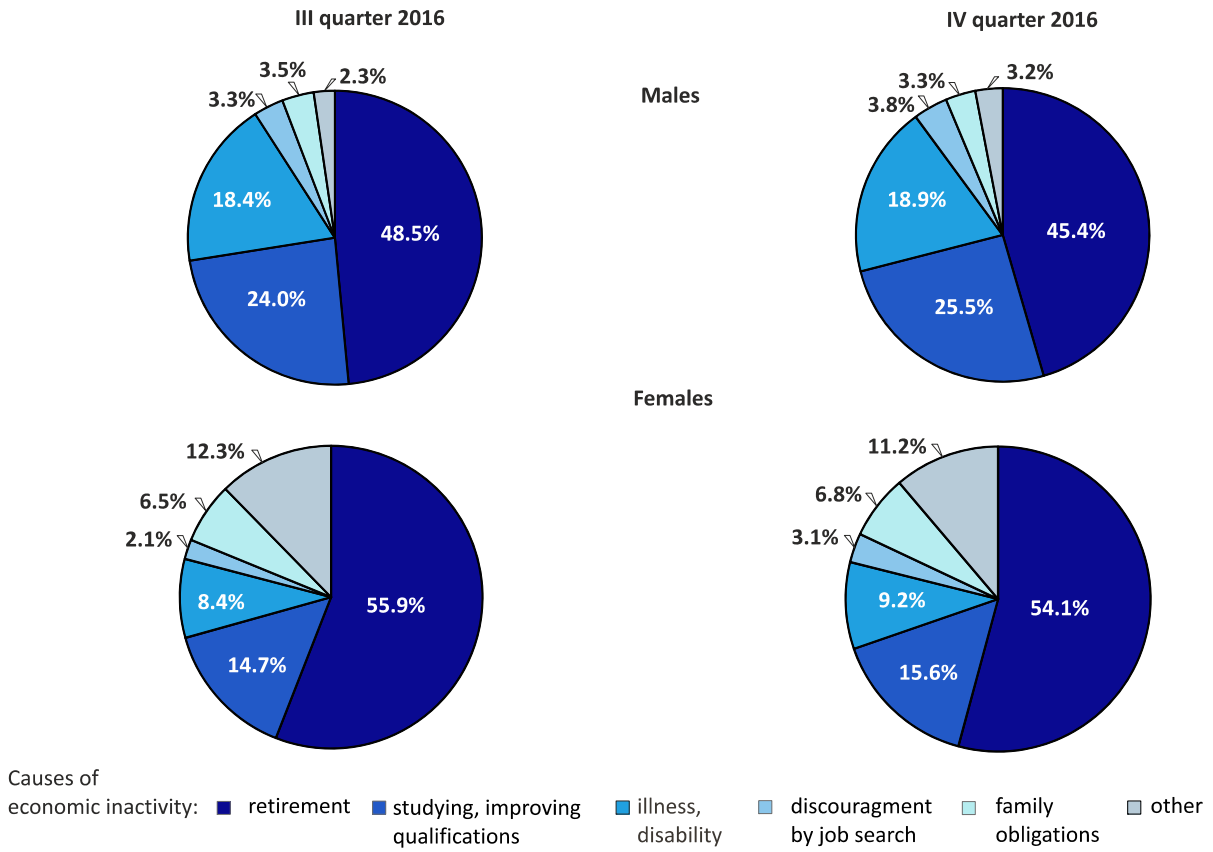 III quarter 2016
IV quarter 2016
Males
3.5%
2.3%
3.3%
18.4%
48.5%
24.0%
3.3%
3.2%
3.8%
18.9%
45.4%
25.5%
Females
12.3%
6.5%
2.1%
8.4%
55.9%
14.7%
11.2%
6.8%
3.1%
9.2%
54.1%
15.6%
Causes of
economic inactivity:
retirement
studying, improving
qualifications
illness,
disability
discouragment
by job search
family
obligations
other